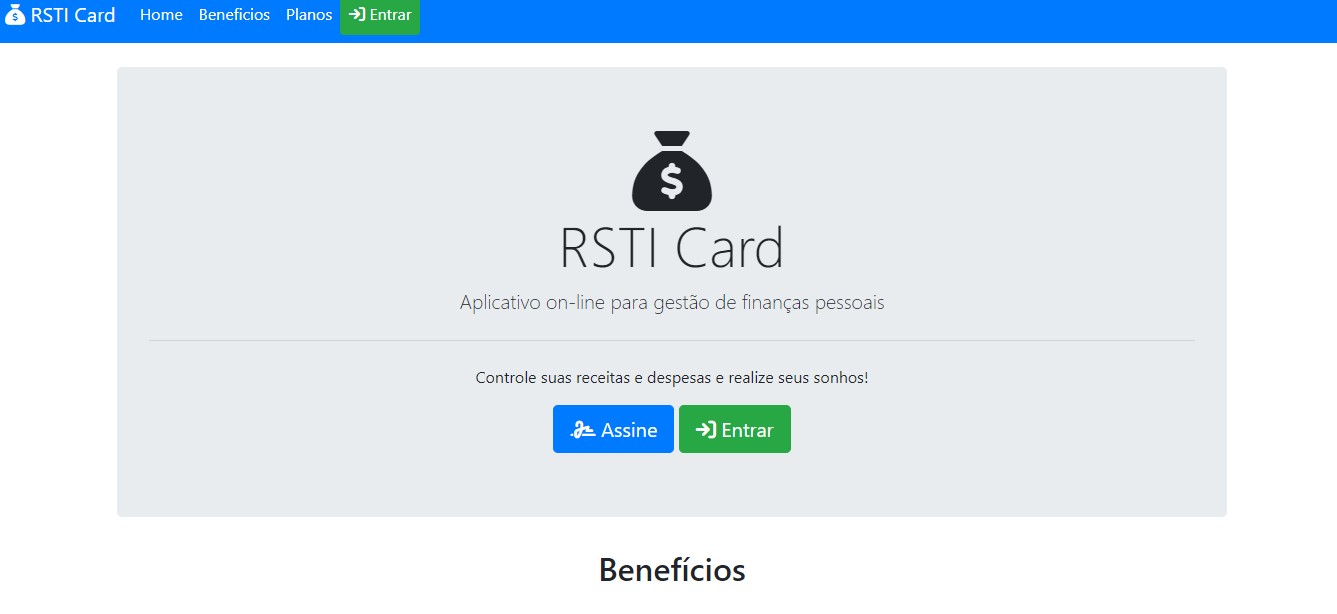 RSTI Card Home Beneficios Planos Entrar
$
RSTI Card
Aplicativo on-line para gestão de finanças pessoais
Controle suas receitas e despesas e realize seus sonhos!
Assine Entrar
Benefícios